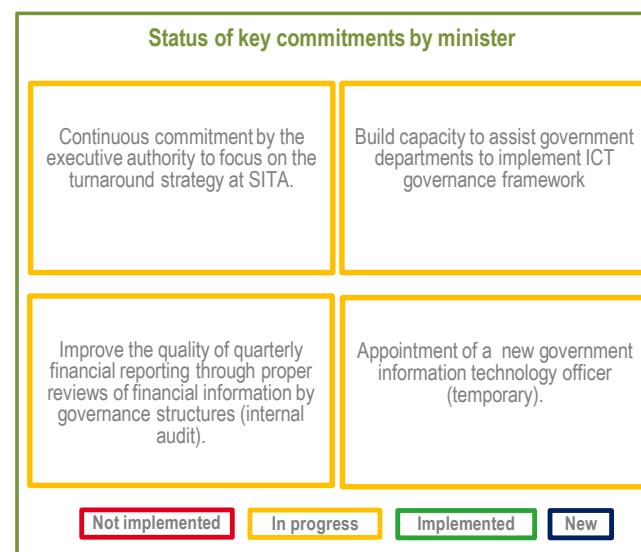 Status of key commitments by minister
Continuous commitment by the
executive authority to focus on the
turnaround strategy at SITA.
Build capacity to assist government
departments to implement ICT
governance framework
Improve the quality of quarterly
financial reporting through proper
reviews of financial information by
governance structures (internal
audit).
Appointment of a new government
information technology officer
(temporary).
Not implemented
In progress
Implemented
New